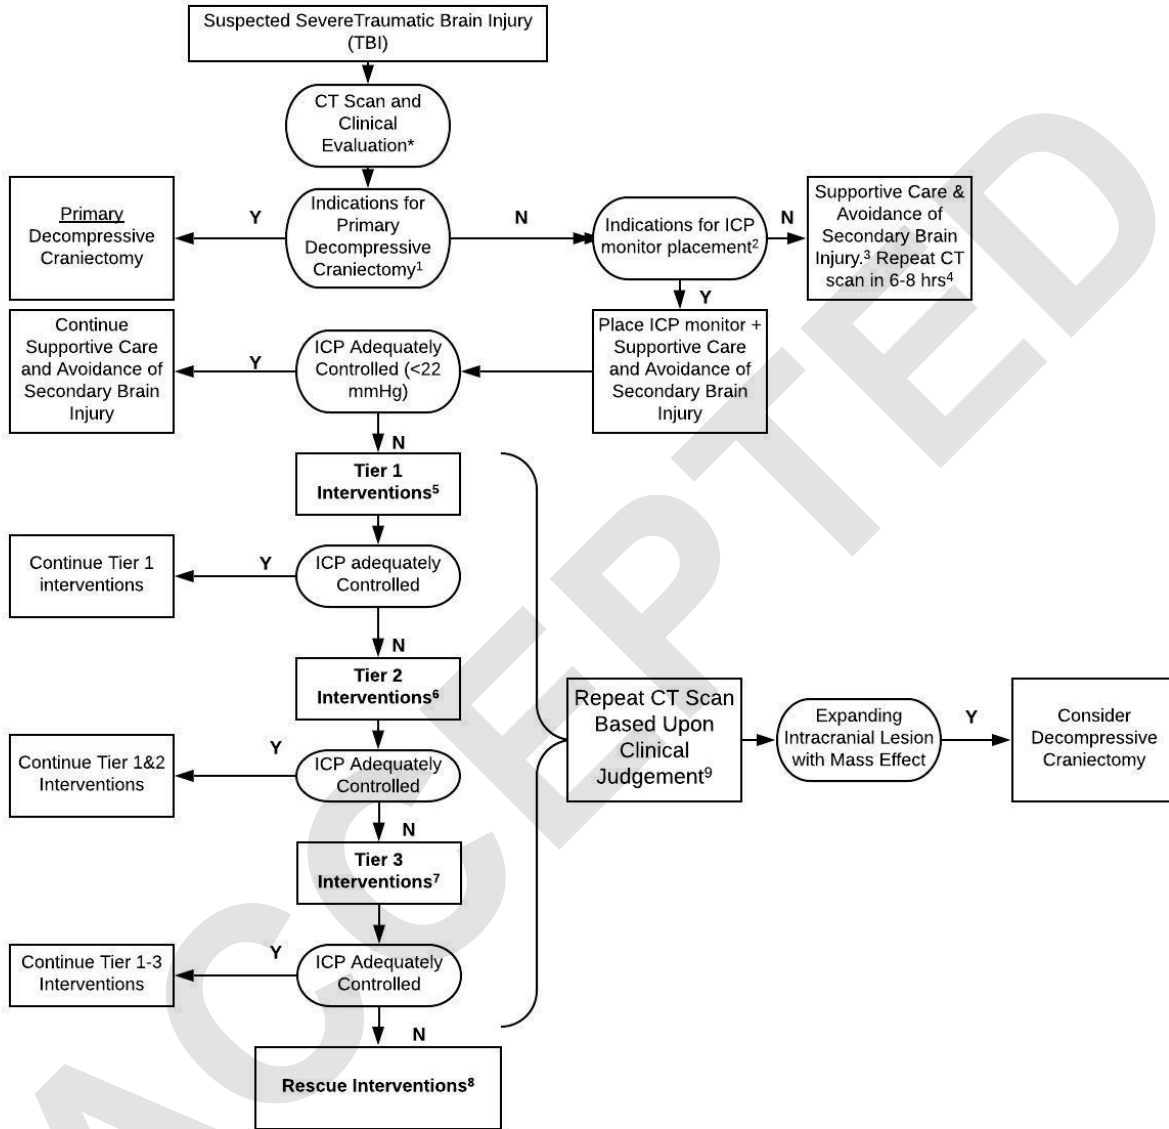 Suspected SevereTraumatic Brain Injury
(TBI)
CT Scan and
Clinical
Evaluation*
Primary
Decompressive
Craniectomy
Y
Indications for
Primary
Decompressive
Craniectomy¹
N
Indications for ICP
monitor placement²
N
Supportive Care &
Avoidance of
Secondary Brain
Injury.³ Repeat CT
scan in 6-8 hrs⁴
Y
Continue
Supportive Care
and Avoidance of
Secondary Brain
Injury
Y
ICP Adequately
Controlled (<22
mmHg)
Place ICP monitor +
Supportive Care
and Avoidance of
Secondary Brain
Injury
N
Tier 1
Interventions⁵
Continue Tier 1
interventions
Y
ICP adequately
Controlled
N
Tier 2
Interventions⁶
Continue Tier 1&2
Interventions
Y
ICP Adequately
Controlled
N
Tier 3
Interventions⁷
Continue Tier 1-3
Interventions
Y
ICP Adequately
Controlled
N
Rescue Interventions⁸
Repeat CT Scan
Based Upon
Clinical
Judgement⁹
Expanding
Intracranial Lesion
with Mass Effect
Y
Consider
Decompressive
Craniectomy
ACCEPTED